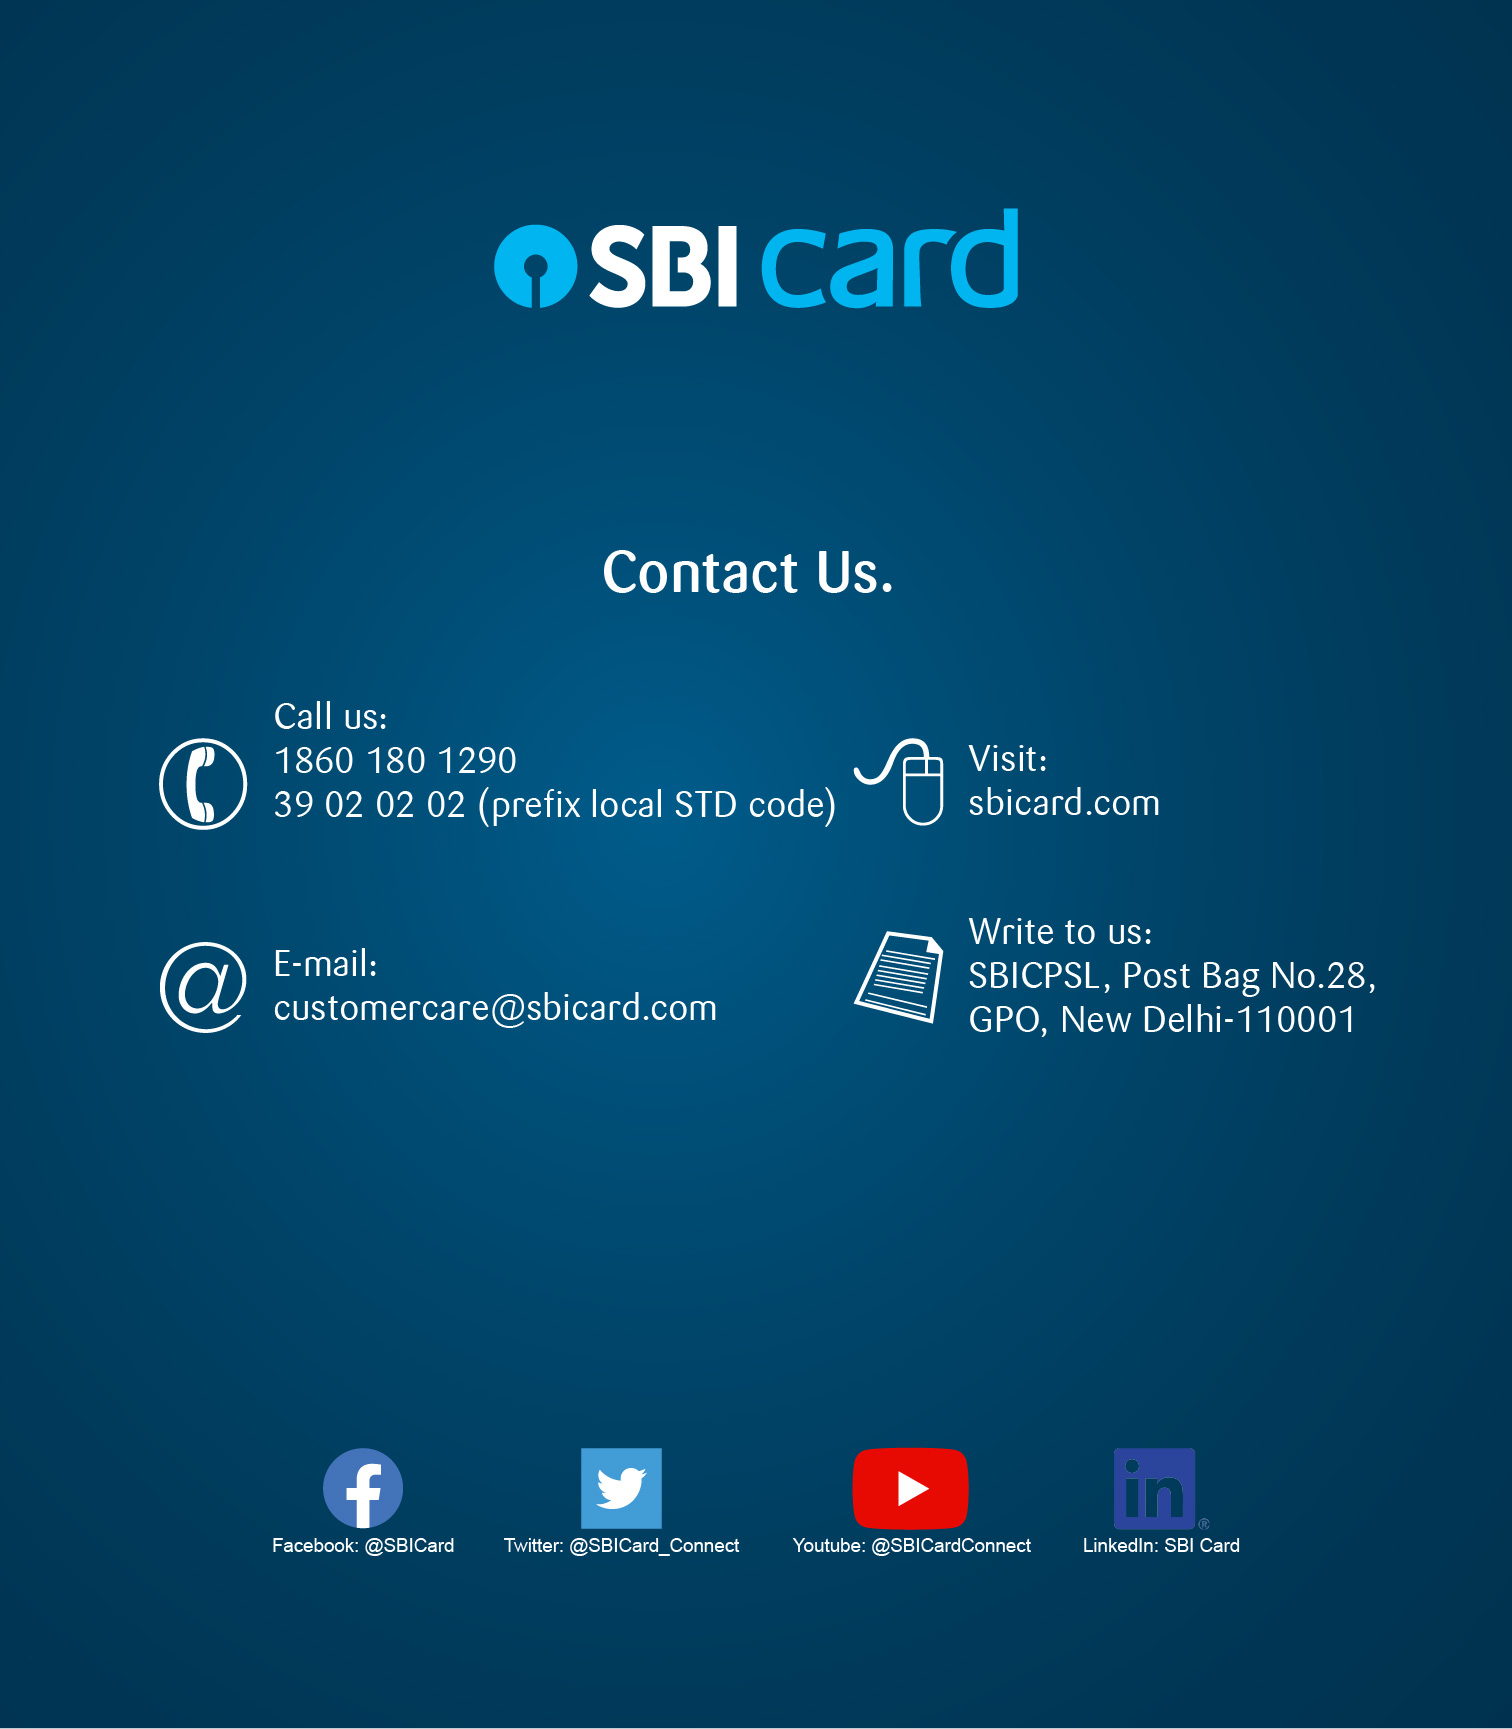 SBI card
Contact Us.
Call us:
1860 180 1290
39 02 02 02 (prefix local STD code)
Visit:
sbicard.com
E-mail:
customercare@sbicard.com
Write to us:
SBICPSL, Post Bag No.28,
GPO, New Delhi-110001
in®
Facebook: @SBICard
Twitter: @SBICard_Connect
Youtube: @SBICardConnect
LinkedIn: SBI Card